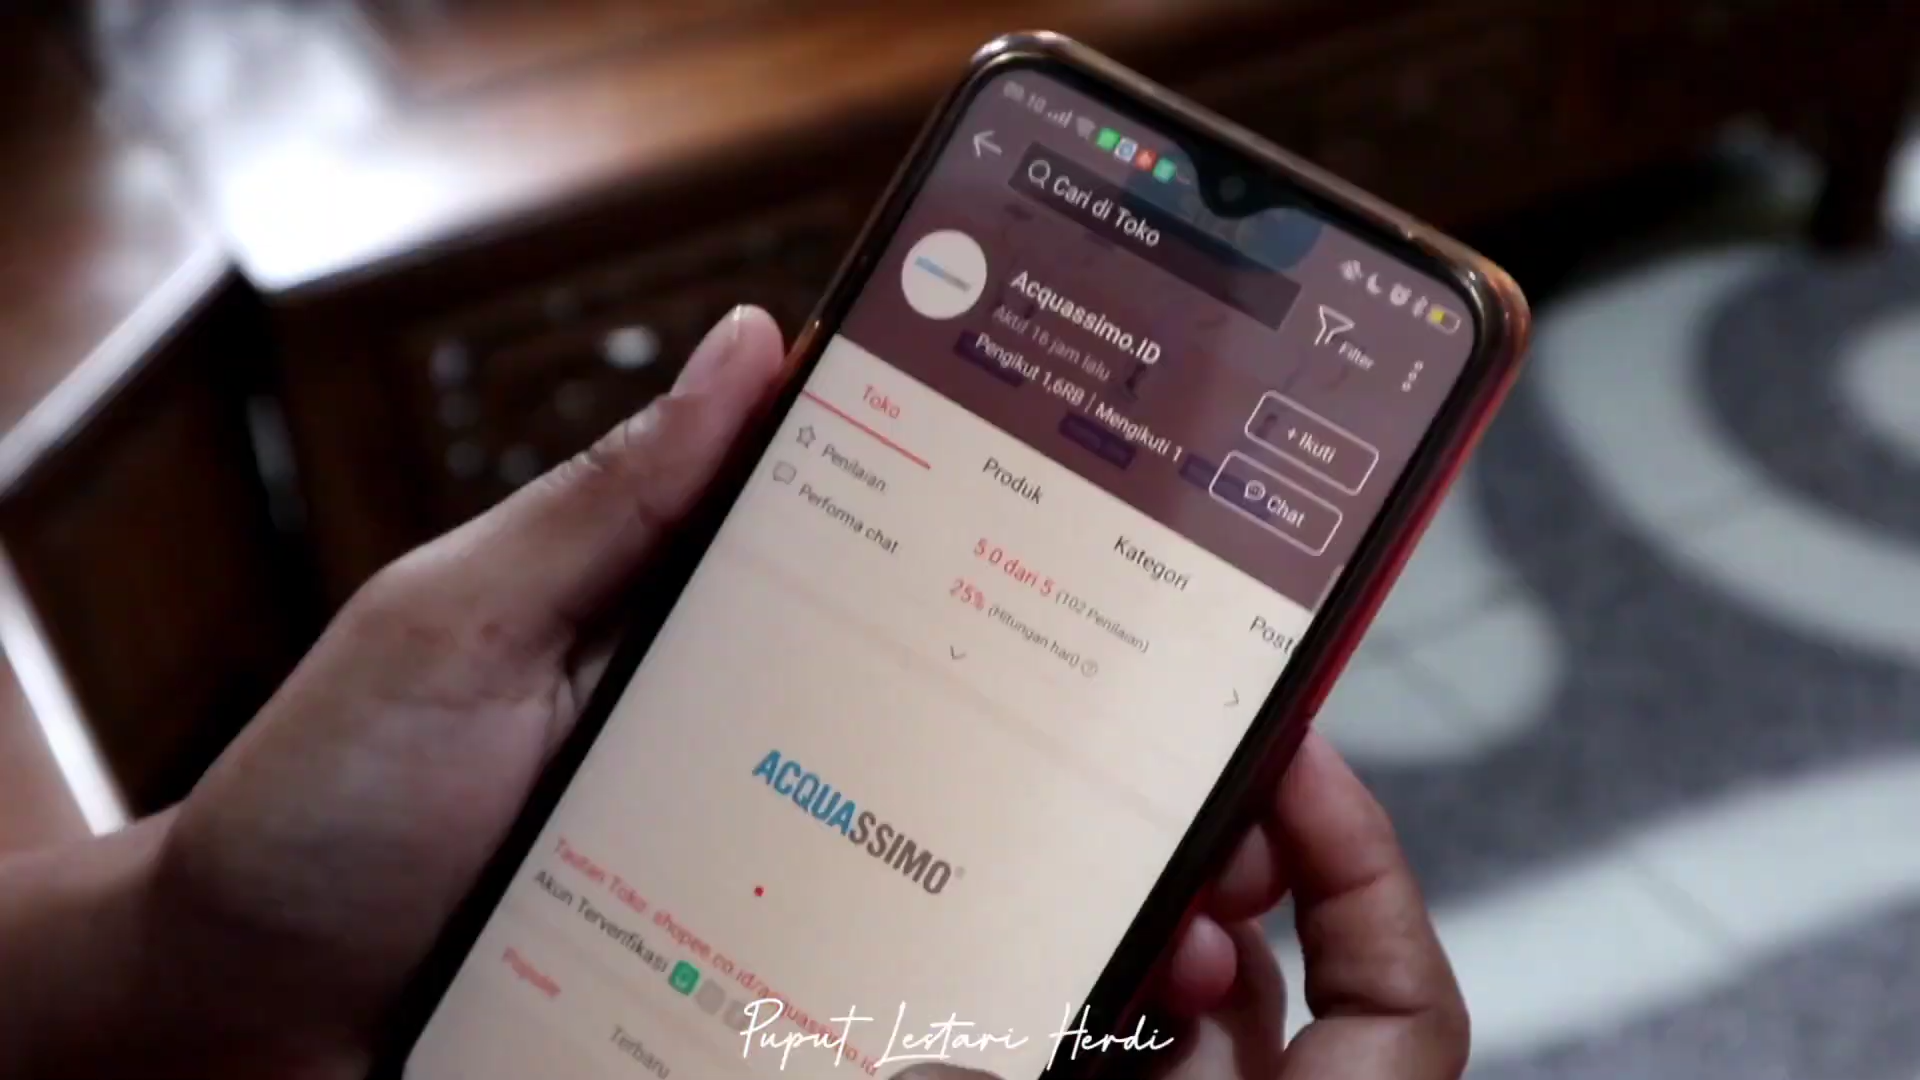 09.10
Cari di Toko
Filter
Acquassimo.ID
Aktif 16 jam lalu
Pengikut 1,6RB | Mengikuti 1
+ Ikuti
Chat
Toko
Produk
Kategori
Post
Penilaian
5.0 dari 5 (102 Penilaian)
Performa chat
25% (Hitungan hari)
ACQUASSIMO®
Tautan Toko: shopee.co.id/acquassimo.id
Akun Terverifikasi
Populer
Terbaru
Puput Lestari Herdi